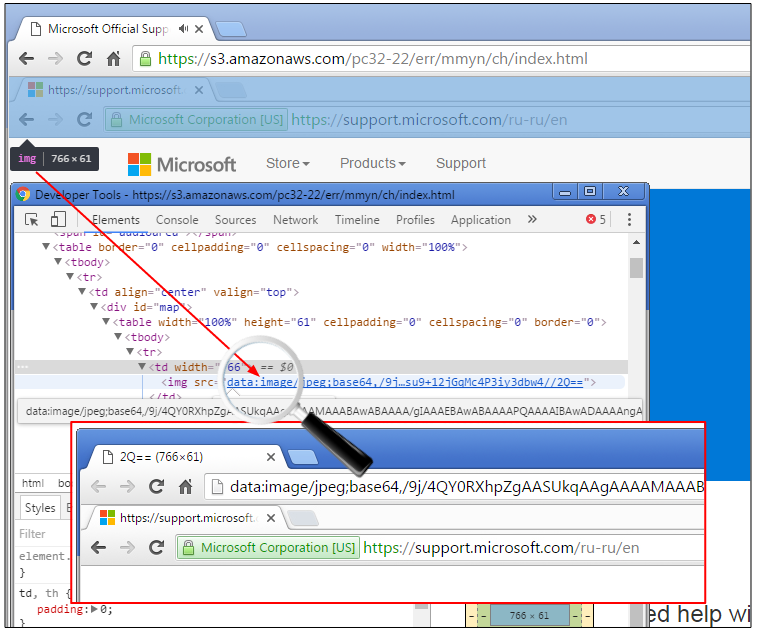 Microsoft Official Supp
https://s3.amazonaws.com/pc32-22/err/mmyn/ch/index.html
https://support.microsoft.
Microsoft Corporation [US] https://support.microsoft.com/ru-ru/en
img 766 × 61
Microsoft Store Products Support
Developer Tools - https://s3.amazonaws.com/pc32-22/err/mmyn/ch/index.html
Elements Console Sources Network Timeline Profiles Application » 5
<table border="0" cellpadding="0" cellspacing="0" width="100%">
<tbody>
<tr>
<td align="center" valign="top">
<div id="map">
<table width="100%" height="61" cellpadding="0" cellspacing="0" border="0">
<tbody>
<tr>
... <td width="766"> == $0
<img src="data:image/jpeg;base64,/9j…su9+12jGqMc4P3iv3dbw4//2Q==">
</td>
data:image/jpeg;base64,/9j/4QY0RXhpZgAASUkqAAgAAAAMAAABAwABAAAA/gIAAAEBAwABAAAAPQAAAAIBAwADAAAAngA
2Q== (766×61)
data:image/jpeg;base64,/9j/4QY0RXhpZgAASUkqAAgAAAAMAAAB
https://support.microsoft.
Microsoft Corporation [US] https://support.microsoft.com/ru-ru/en
html bo
Styles E
Filter
element.
}
td, th {
padding: 0;
}
766 × 61
ed help wi